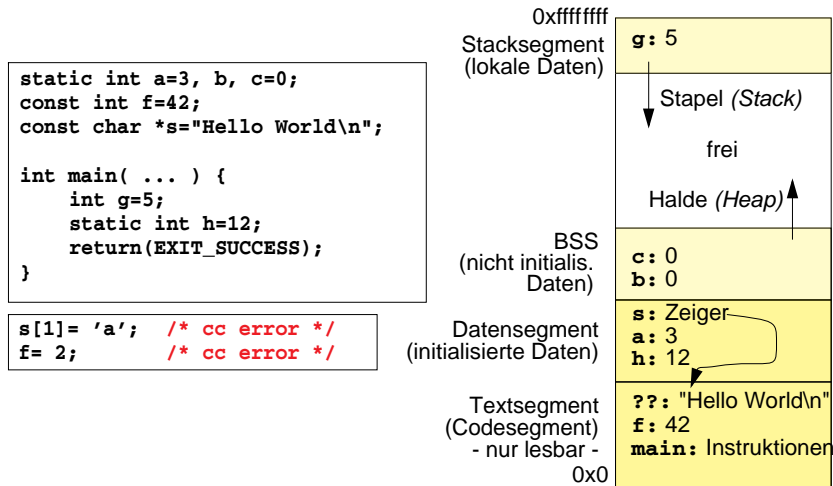 static int a=3, b, c=0;
const int f=42;
const char *s="Hello World\n";
int main( ... ) {
int g=5;
static int h=12;
return(EXIT_SUCCESS);
}
s[1]= ’a’; /* cc error */
f= 2; /* cc error */
0xffffffff
Stacksegment
(lokale Daten)
g: 5
Stapel (Stack)
frei
Halde (Heap)
BSS
(nicht initialis.
Daten)
c: 0
b: 0
Datensegment
(initialisierte Daten)
s: Zeiger
a: 3
h: 12
Textsegment
(Codesegment)
- nur lesbar -
0x0
??: "Hello World\n"
f: 42
main: Instruktionen